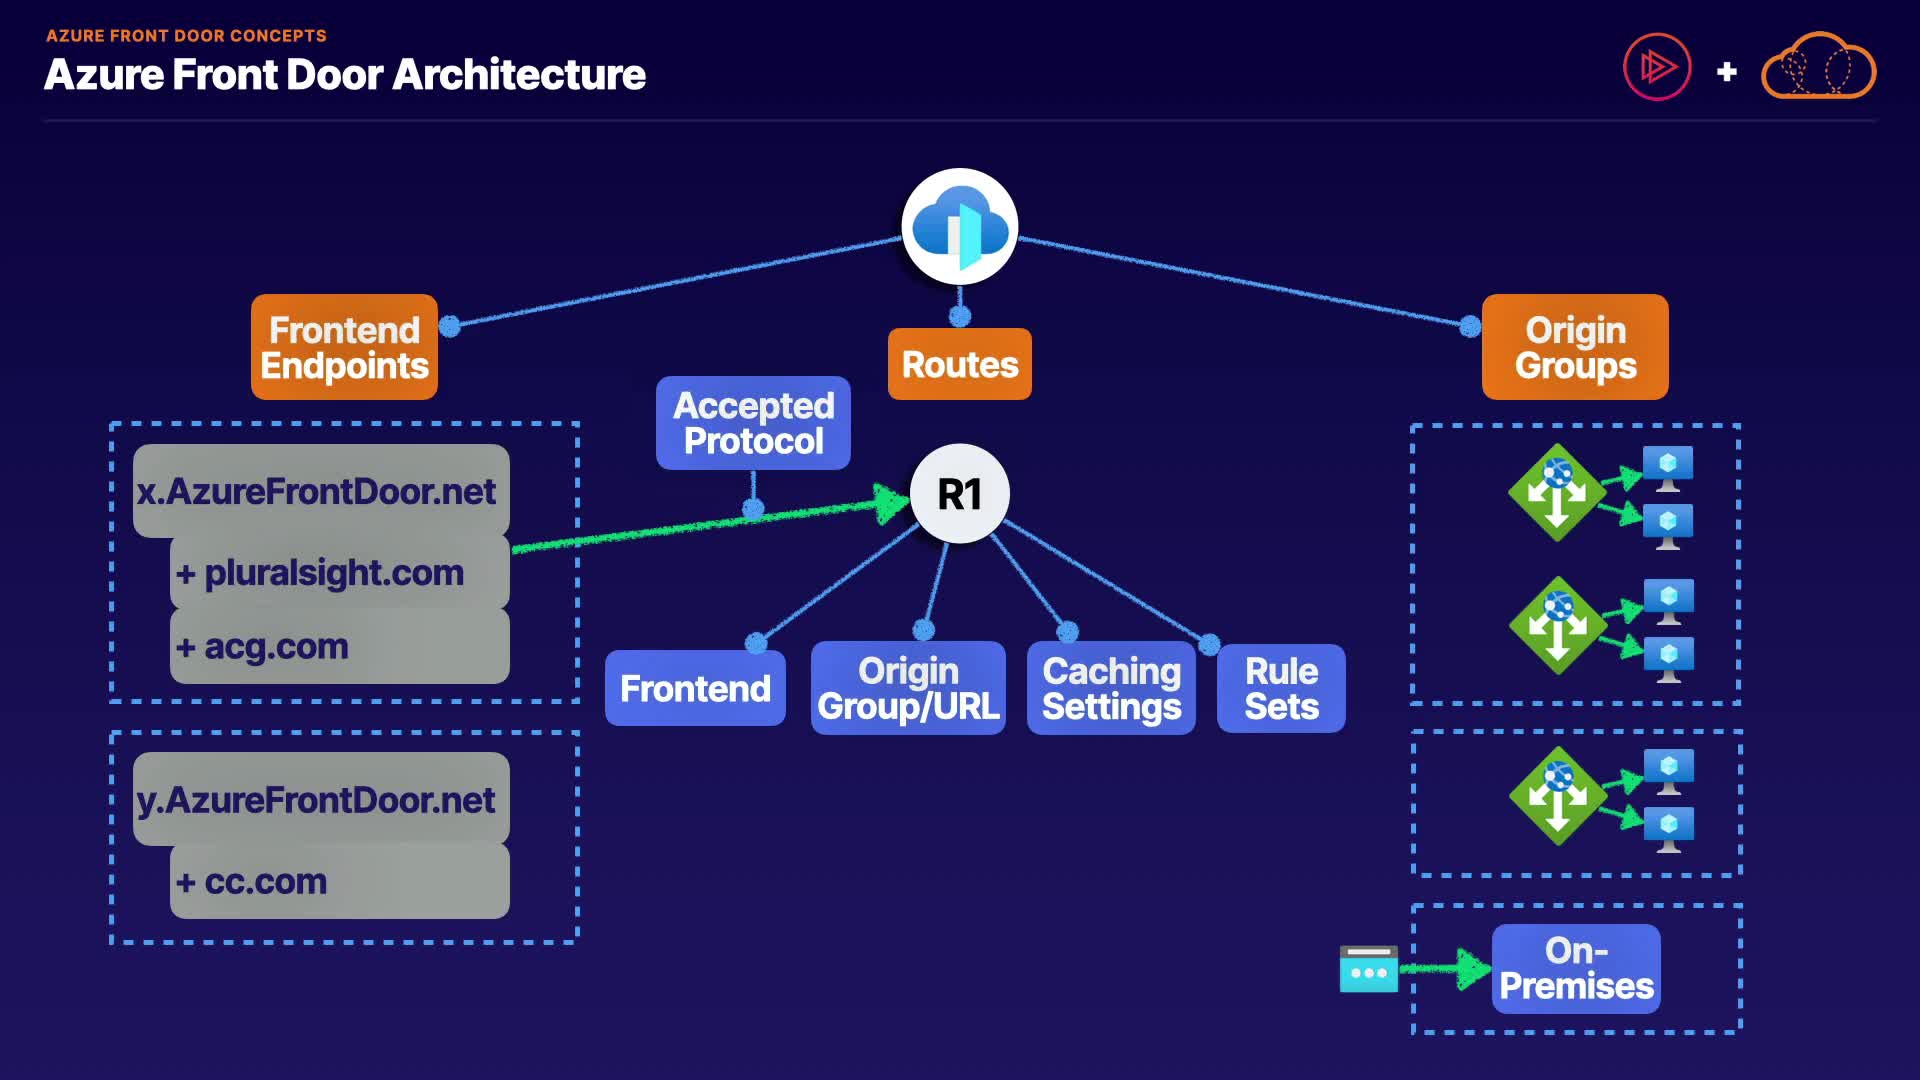 AZURE FRONT DOOR CONCEPTS
Azure Front Door Architecture
+
Frontend
Endpoints
Routes
Origin
Groups
Accepted
Protocol
x.AzureFrontDoor.net
+ pluralsight.com
+ acg.com
R1
Frontend
Origin
Group/URL
Caching
Settings
Rule
Sets
y.AzureFrontDoor.net
+ cc.com
On-
Premises